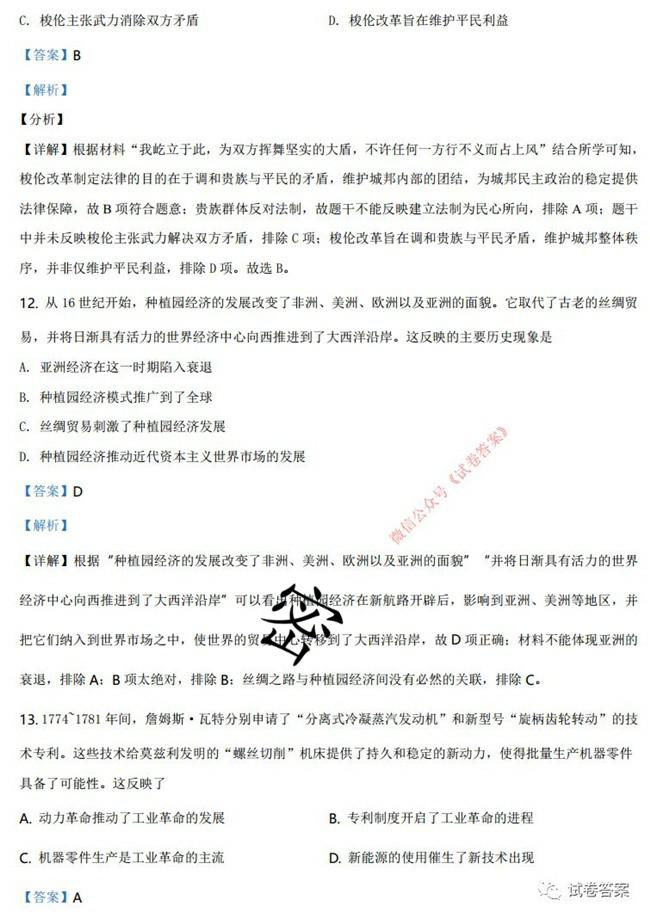 C. 梭伦主张武力消除双方矛盾 D. 梭伦改革旨在维护平民利益
【答案】B
【解析】
【分析】
【详解】根据材料“我屹立于此，为双方挥舞坚实的大盾，不许任何一方行不义而占上风”结合所学可知，
梭伦改革制定法律的目的在于调和贵族与平民的矛盾，维护城邦内部的团结，为城邦民主政治的稳定提供
法律保障，故 B 项符合题意；贵族群体反对法制，故题干不能反映建立法制为民心所向，排除 A 项；题干
中并未反映梭伦主张武力解决双方矛盾，排除 C 项；梭伦改革旨在调和贵族与平民矛盾，维护城邦整体秩
序，并非仅维护平民利益，排除 D 项。故选 B。
12. 从 16 世纪开始，种植园经济的发展改变了非洲、美洲、欧洲以及亚洲的面貌。它取代了古老的丝绸贸
易，并将日渐具有活力的世界经济中心向西推进到了大西洋沿岸。这反映的主要历史现象是
A. 亚洲经济在这一时期陷入衰退
B. 种植园经济模式推广到了全球
C. 丝绸贸易刺激了种植园经济发展
D. 种植园经济推动近代资本主义世界市场的发展
微信公众号《试卷答案》
【答案】D
【解析】
【详解】根据“种植园经济的发展改变了非洲、美洲、欧洲以及亚洲的面貌”“并将日渐具有活力的世界
经济中心向西推进到了大西洋沿岸”可以看出种植园经济在新航路开辟后，影响到亚洲、美洲等地区，并
把它们纳入到世界市场之中，使世界的贸易中心转移到了大西洋沿岸，故 D 项正确；材料不能体现亚洲的
衰退，排除 A；B 项太绝对，排除 B；丝绸之路与种植园经济间没有必然的关联，排除 C。
密
13. 1774~1781 年间，詹姆斯·瓦特分别申请了“分离式冷凝蒸汽发动机”和新型号“旋柄齿轮转动”的技
术专利。这些技术给莫兹利发明的“螺丝切削”机床提供了持久和稳定的新动力，使得批量生产机器零件
具备了可能性。这反映了
A. 动力革命推动了工业革命的发展 B. 专利制度开启了工业革命的进程
C. 机器零件生产是工业革命的主流 D. 新能源的使用催生了新技术出现
【答案】A
试卷答案